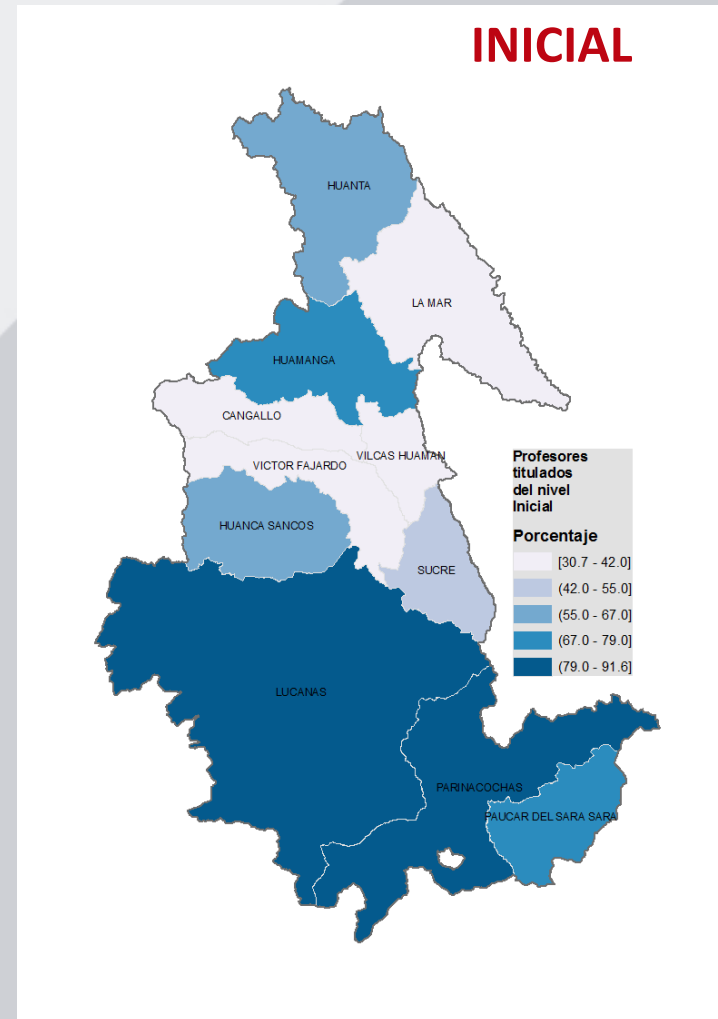 INICIAL
HUANTA
LA MAR
HUAMANGA
CANGALLO
VILCAS HUAMAN
VICTOR FAJARDO
HUANCA SANCOS
SUCRE
LUCANAS
PARINACOCHAS
PAUCAR DEL SARA SARA
Profesores
titulados
del nivel
Inicial
Porcentaje
[30.7 - 42.0]
(42.0 - 55.0]
(55.0 - 67.0]
(67.0 - 79.0]
(79.0 - 91.6]